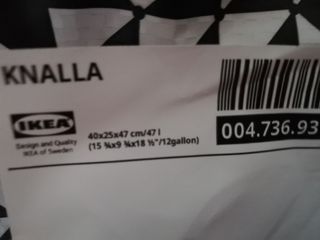 KNALLA
IKEA
Design and Quality
IKEA of Sweden
40x25x47 cm/47 l
(15 ¾x9 ¾x18 ½"/12gallon)
004.736.93